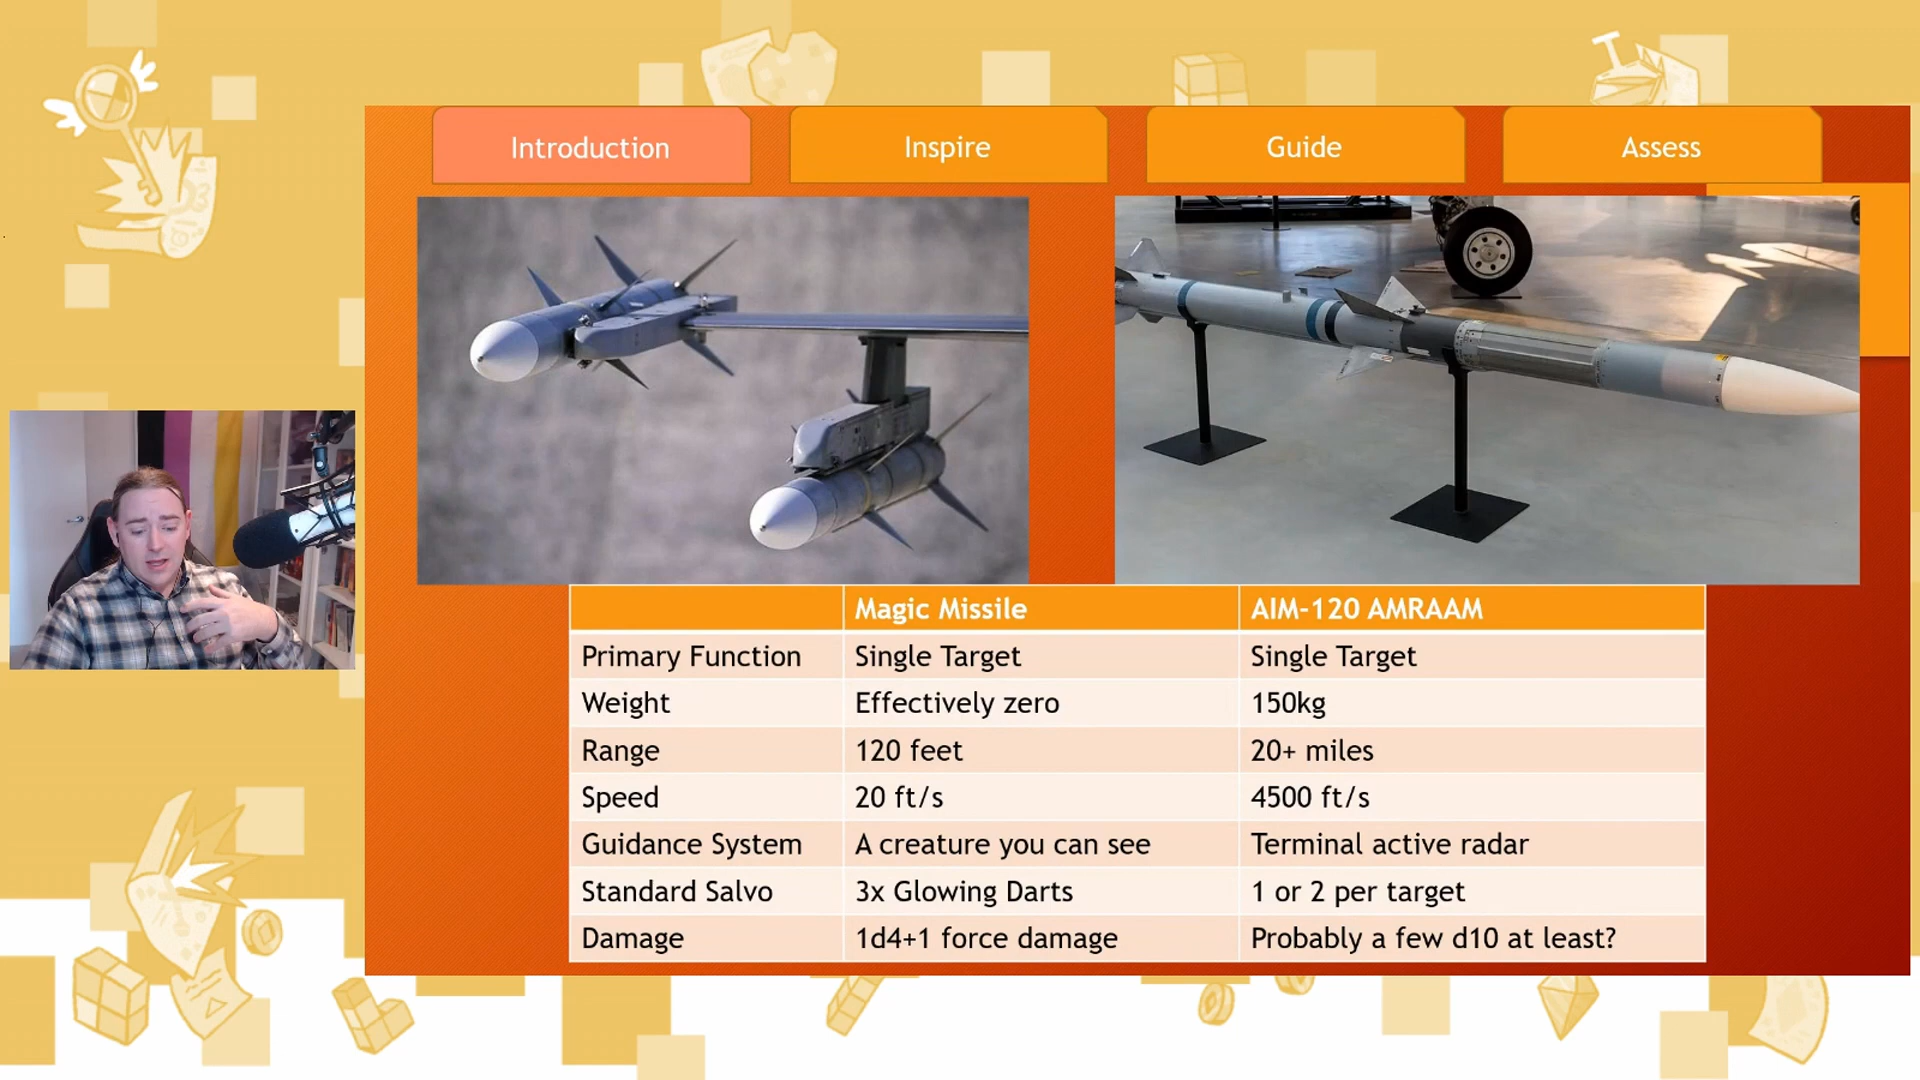 Introduction
Inspire
Guide
Assess
Magic Missile AIM-120 AMRAAM
Primary Function Single Target Single Target
Weight Effectively zero 150kg
Range 120 feet 20+ miles
Speed 20 ft/s 4500 ft/s
Guidance System A creature you can see Terminal active radar
Standard Salvo 3x Glowing Darts 1 or 2 per target
Damage 1d4+1 force damage Probably a few d10 at least?